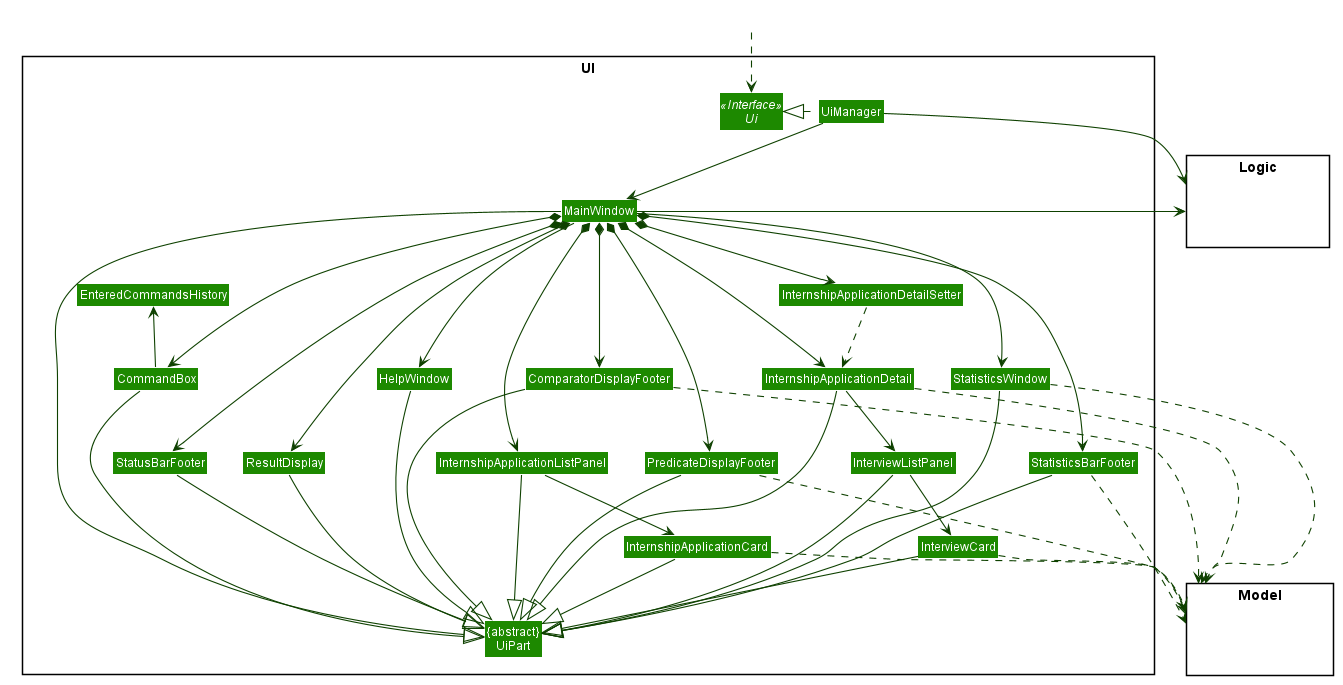 UI
«Interface»
Ui
UiManager
Logic
MainWindow
EnteredCommandsHistory
InternshipApplicationDetailSetter
CommandBox
HelpWindow
ComparatorDisplayFooter
InternshipApplicationDetail
StatisticsWindow
StatusBarFooter
ResultDisplay
InternshipApplicationListPanel
PredicateDisplayFooter
InterviewListPanel
StatisticsBarFooter
InternshipApplicationCard
InterviewCard
Model
{abstract}
UiPart